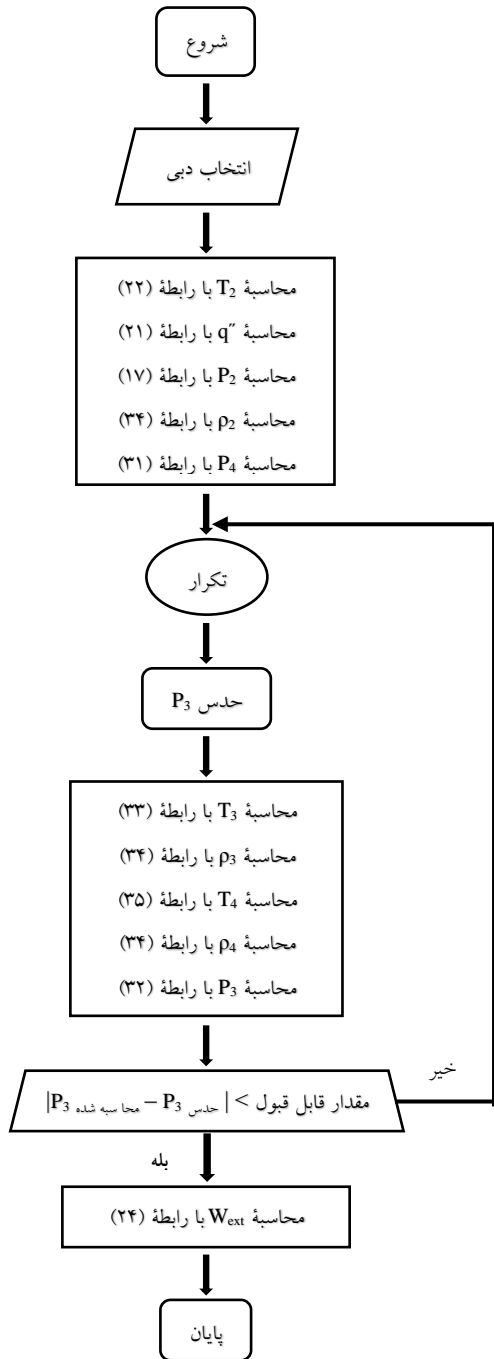 شروع
انتخاب دبی
محاسبهٔ T₂ با رابطهٔ (۲۲)
محاسبهٔ q″ با رابطهٔ (۲۱)
محاسبهٔ P₂ با رابطهٔ (۱۷)
محاسبهٔ ρ₂ با رابطهٔ (۳۴)
محاسبهٔ P₄ با رابطهٔ (۳۱)
تکرار
حدس P₃
محاسبهٔ T₃ با رابطهٔ (۳۳)
محاسبهٔ ρ₃ با رابطهٔ (۳۴)
محاسبهٔ T₄ با رابطهٔ (۳۵)
محاسبهٔ ρ₄ با رابطهٔ (۳۴)
محاسبهٔ P₃ با رابطهٔ (۳۲)
خیر
|P₃ محاسبه شده − P₃ حدس| < مقدار قابل قبول
بله
محاسبهٔ Wₑₓₜ با رابطهٔ (۲۴)
پایان